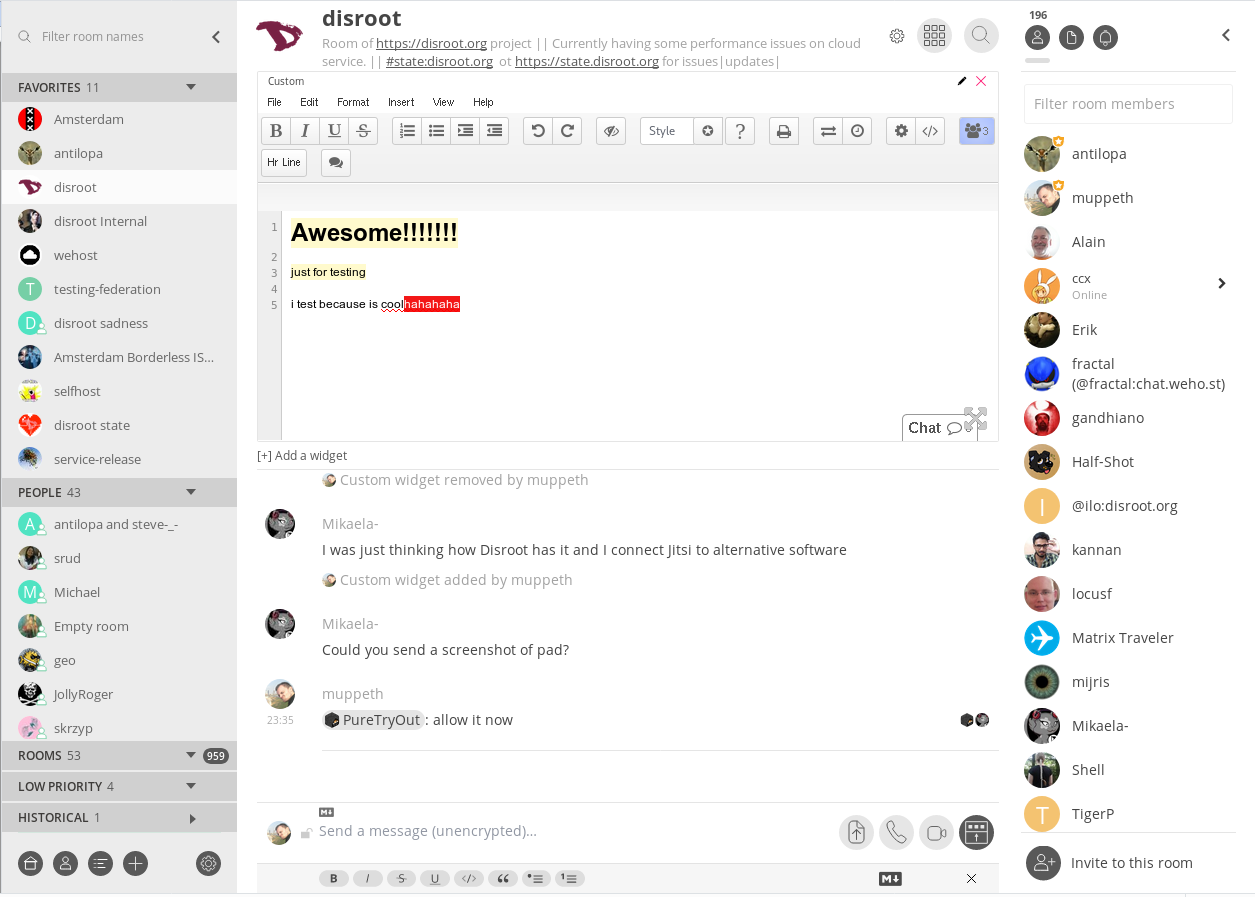 Filter room names
FAVORITES 11
Amsterdam
antilopa
disroot
disroot Internal
wehost
T testing-federation
D disroot sadness
Amsterdam Borderless IS...
selfhost
disroot state
service-release
PEOPLE 43
A antilopa and steve-_-
srud
M Michael
Empty room
geo
JollyRoger
skrzyp
ROOMS 53 959
LOW PRIORITY 4
HISTORICAL 1
disroot
Room of https://disroot.org project || Currently having some performance issues on cloud
service. || #state:disroot.org ot https://state.disroot.org for issues|updates|
Custom
File Edit Format Insert View Help
B I U S Style ? 3
Hr Line
1 Awesome!!!!!!!
2
3 just for testing
4
5 i test because is coolhahahaha
Chat
[+] Add a widget
Custom widget removed by muppeth
Mikaela-
I was just thinking how Disroot has it and I connect Jitsi to alternative software
Custom widget added by muppeth
Mikaela-
Could you send a screenshot of pad?
muppeth
23:35 PureTryOut : allow it now
M
Send a message (unencrypted)…
B I S U </> “ 1
M
196
Filter room members
antilopa
muppeth
Alain
ccx
Online
Erik
fractal
(@fractal:chat.weho.st)
gandhiano
Half-Shot
I @ilo:disroot.org
kannan
locusf
Matrix Traveler
mijris
Mikaela-
Shell
T TigerP
Invite to this room